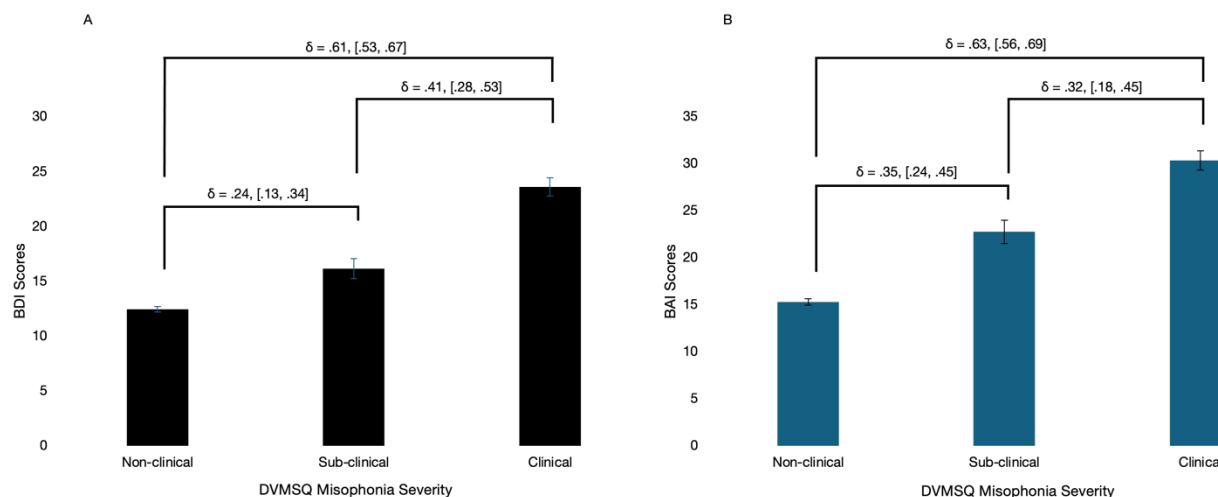 A
δ = .61, [.53, .67]
δ = .41, [.28, .53]
δ = .24, [.13, .34]
30
25
20
15
10
5
0
BDI Scores
Non-clinical Sub-clinical Clinical
DVMSQ Misophonia Severity
B
δ = .63, [.56, .69]
δ = .32, [.18, .45]
δ = .35, [.24, .45]
35
30
25
20
15
10
5
0
BAI Scores
Non-clinical Sub-clinical Clinical
DVMSQ Misophonia Severity